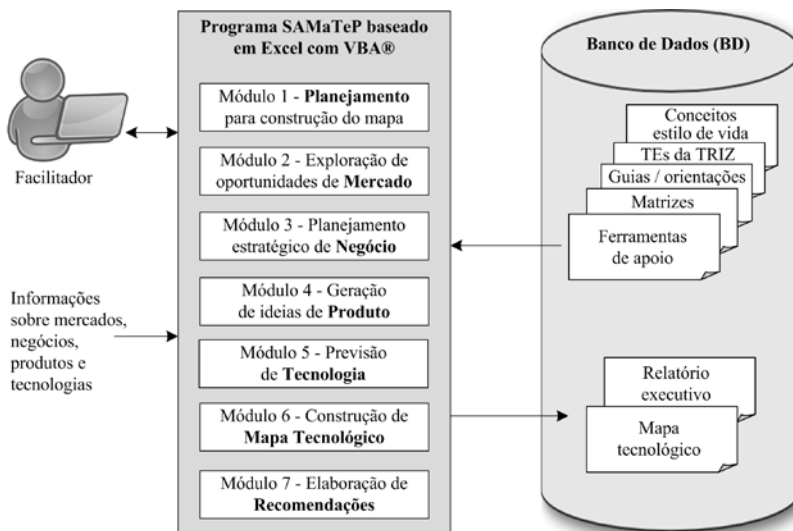 Programa SAMaTeP baseado
em Excel com VBA®
Módulo 1 - Planejamento
para construção do mapa
Módulo 2 - Exploração de
oportunidades de Mercado
Módulo 3 - Planejamento
estratégico de Negócio
Módulo 4 - Geração
de ideias de Produto
Módulo 5 - Previsão
de Tecnologia
Módulo 6 - Construção de
Mapa Tecnológico
Módulo 7 - Elaboração de
Recomendações
Facilitador
Informações
sobre mercados,
negócios,
produtos e
tecnologias
Banco de Dados (BD)
Conceitos
estilo de vida
TEs da TRIZ
Guias / orientações
Matrizes
Ferramentas
de apoio
Relatório
executivo
Mapa
tecnológico